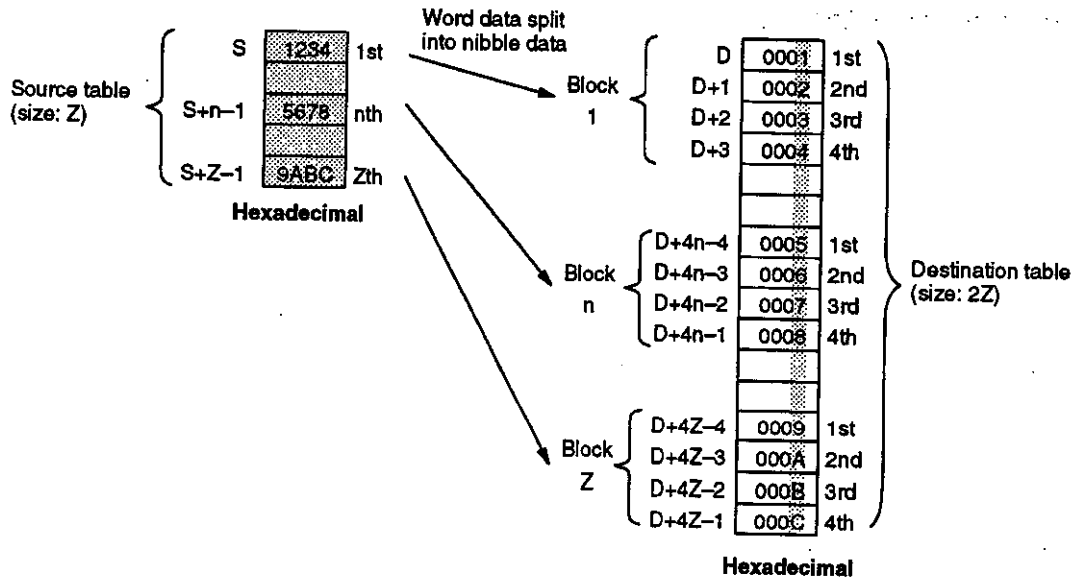 Word data split
into nibble data
Source table
(size: Z)
S 1234 1st
S+n–1 5678 nth
S+Z–1 9ABC Zth
Hexadecimal
Block
1
D 0001 1st
D+1 0002 2nd
D+2 0003 3rd
D+3 0004 4th
Block
n
D+4n–4 0005 1st
D+4n–3 0006 2nd
D+4n–2 0007 3rd
D+4n–1 0008 4th
Block
Z
D+4Z–4 0009 1st
D+4Z–3 000A 2nd
D+4Z–2 000B 3rd
D+4Z–1 000C 4th
Destination table
(size: 2Z)
Hexadecimal